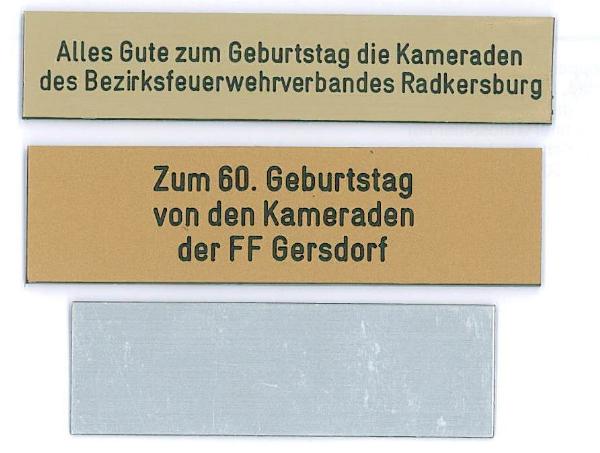 Alles Gute zum Geburtstag die Kameraden
des Bezirksfeuerwehrverbandes Radkersburg
Zum 60. Geburtstag
von den Kameraden
der FF Gersdorf